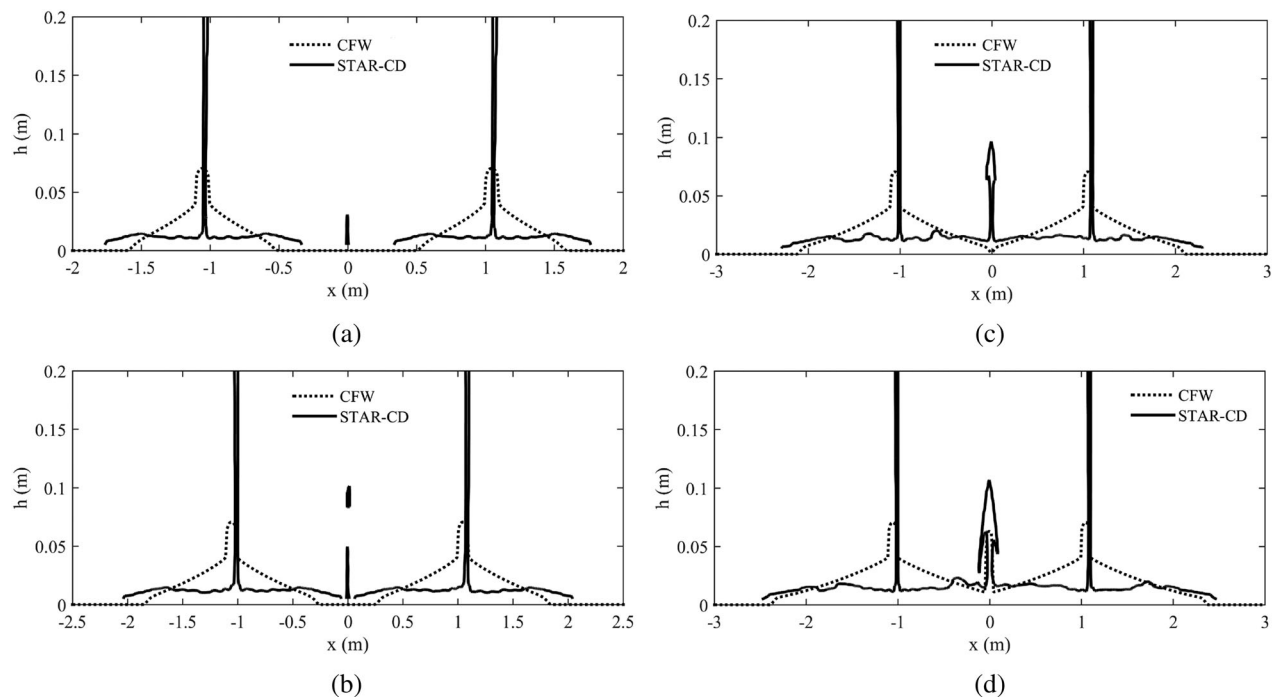 0.2
CFW
STAR-CD
0.15
h (m)
0.1
0.05
0
-2 -1.5 -1 -0.5 0 0.5 1 1.5 2
x (m)
(a)
0.2
CFW
STAR-CD
0.15
h (m)
0.1
0.05
0
-3 -2 -1 0 1 2 3
x (m)
(c)
0.2
CFW
STAR-CD
0.15
h (m)
0.1
0.05
0
-2.5 -2 -1.5 -1 -0.5 0 0.5 1 1.5 2 2.5
x (m)
(b)
0.2
CFW
STAR-CD
0.15
h (m)
0.1
0.05
0
-3 -2 -1 0 1 2 3
x (m)
(d)